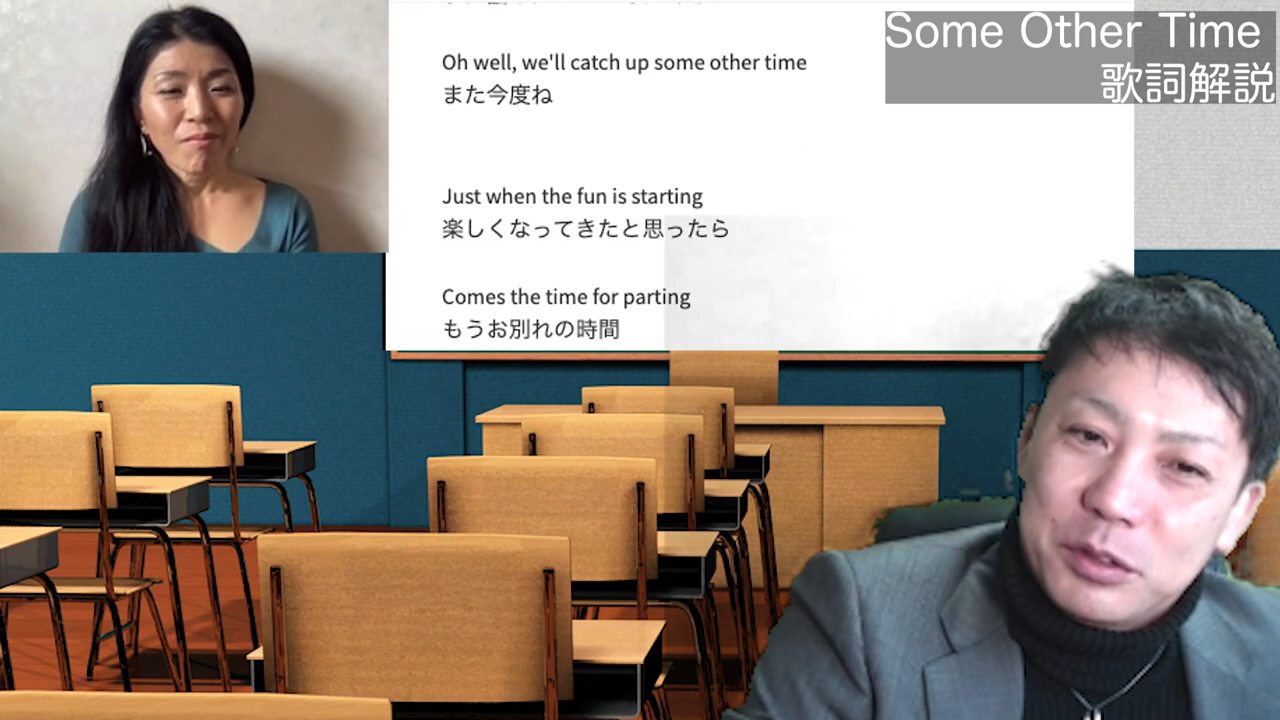 Some Other Time
歌詞解説
Oh well, we'll catch up some other time
また今度ね
Just when the fun is starting
楽しくなってきたと思ったら
Comes the time for parting
もうお別れの時間